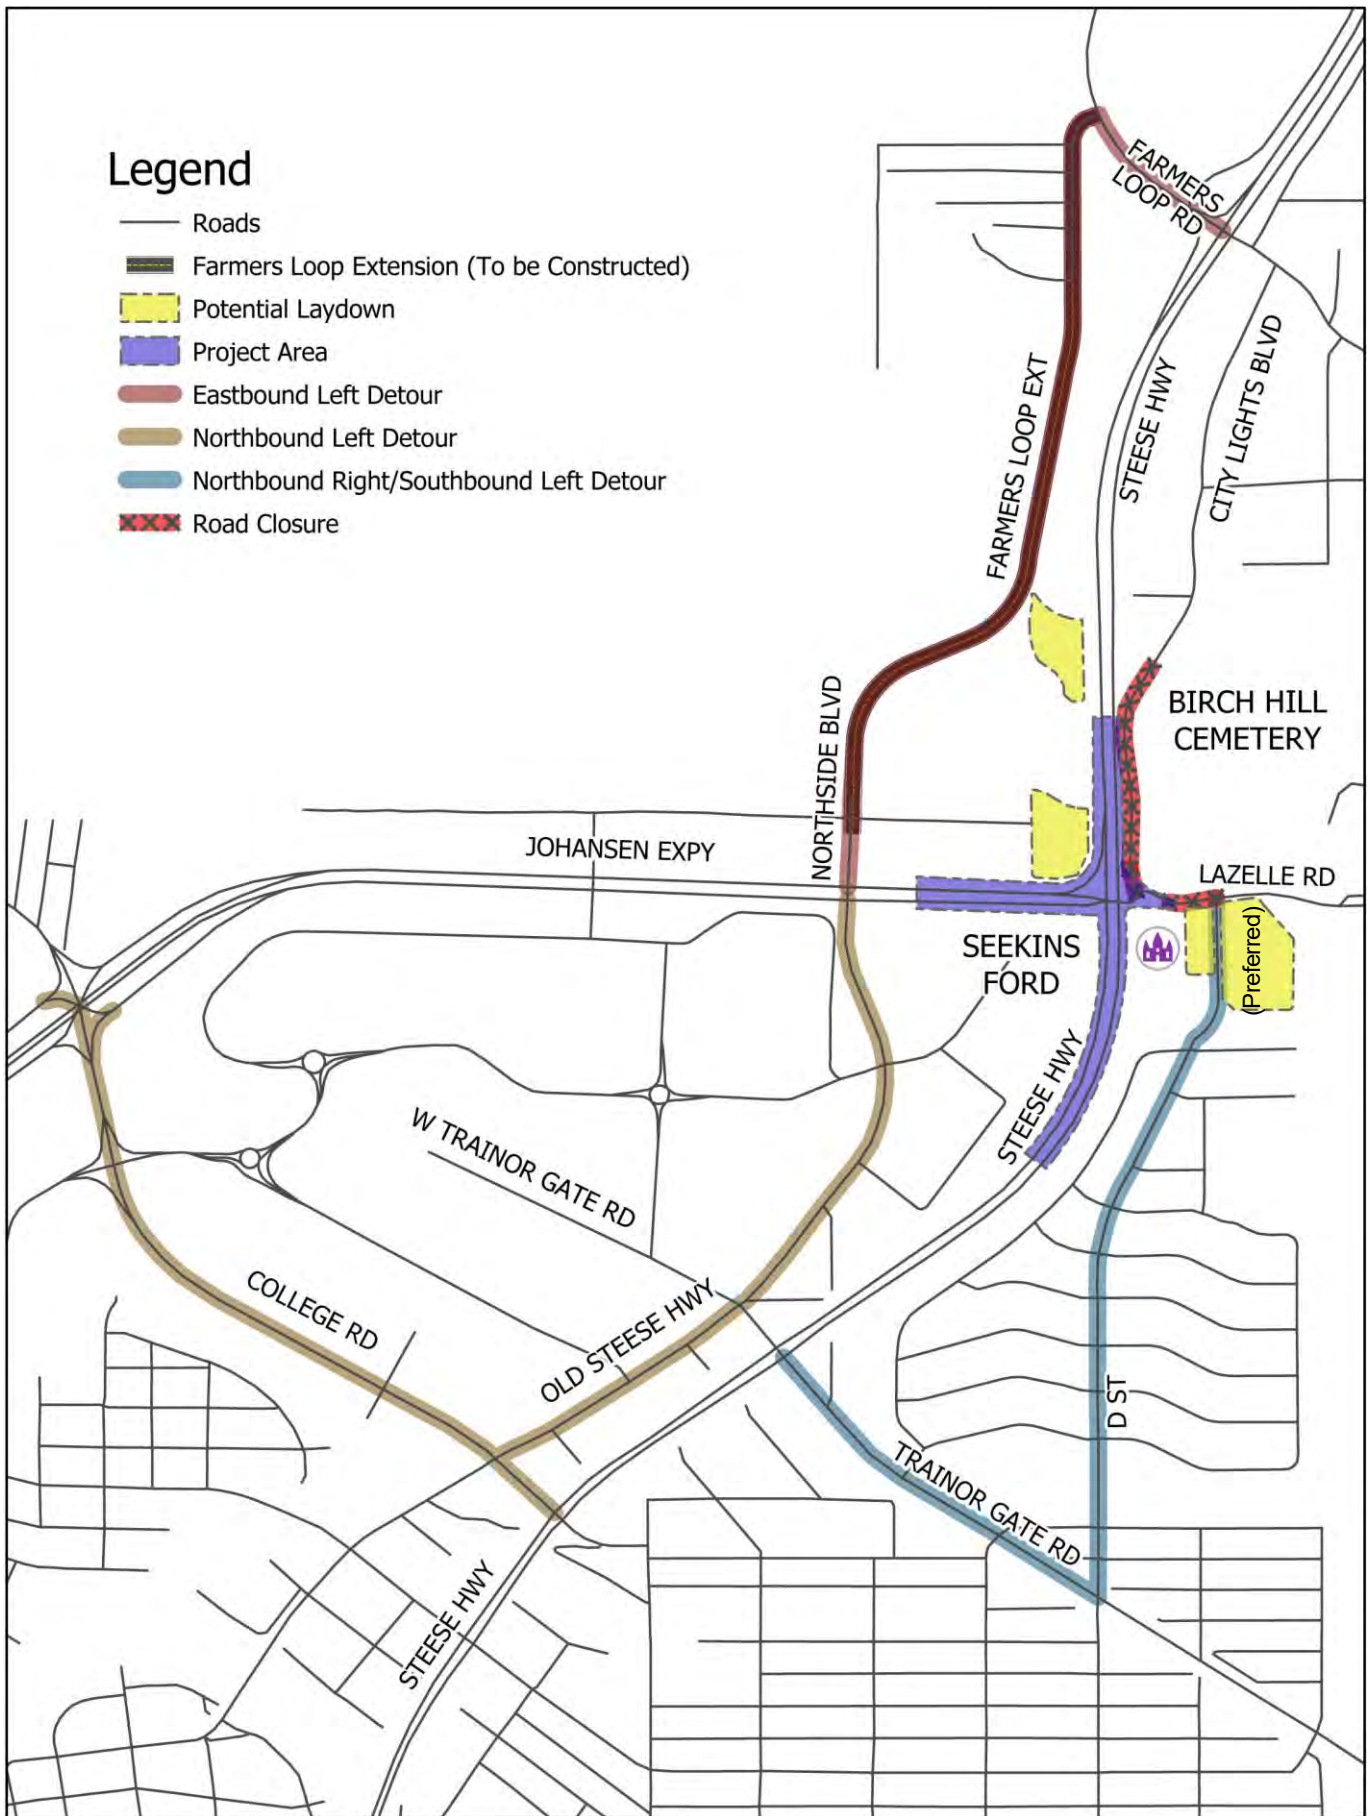 Legend
Roads
Farmers Loop Extension (To be Constructed)
Potential Laydown
Project Area
Eastbound Left Detour
Northbound Left Detour
Northbound Right/Southbound Left Detour
Road Closure
FARMERS
LOOP RD
FARMERS LOOP EXT
STEESE HWY
CITY LIGHTS BLVD
NORTHSIDE BLVD
BIRCH HILL
CEMETERY
JOHANSEN EXPY
LAZELLE RD
SEEKINS
FORD
(Preferred)
STEESE HWY
W TRAINOR GATE RD
COLLEGE RD
OLD STEESE HWY
D ST
TRAINOR GATE RD
STEESE HWY